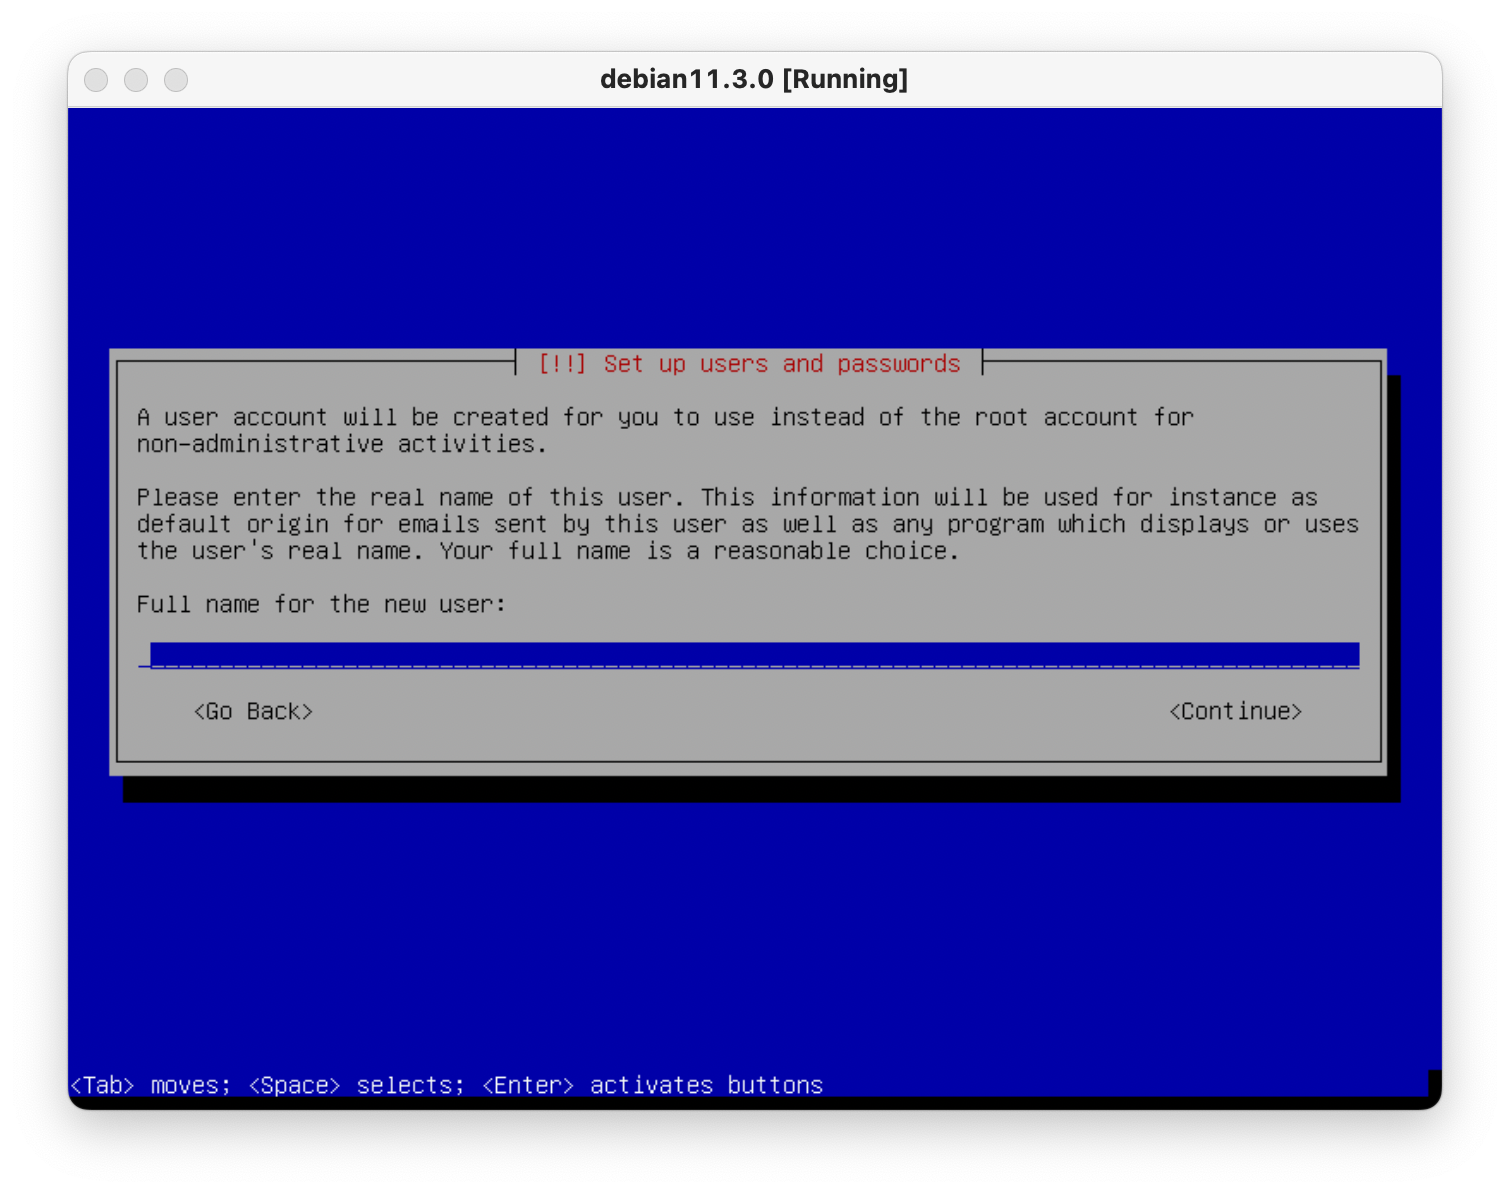 debian11.3.0 [Running]
[!!] Set up users and passwords
A user account will be created for you to use instead of the root account for
non-administrative activities.
Please enter the real name of this user. This information will be used for instance as
default origin for emails sent by this user as well as any program which displays or uses
the user's real name. Your full name is a reasonable choice.
Full name for the new user:
<Go Back> <Continue>
<Tab> moves; <Space> selects; <Enter> activates buttons